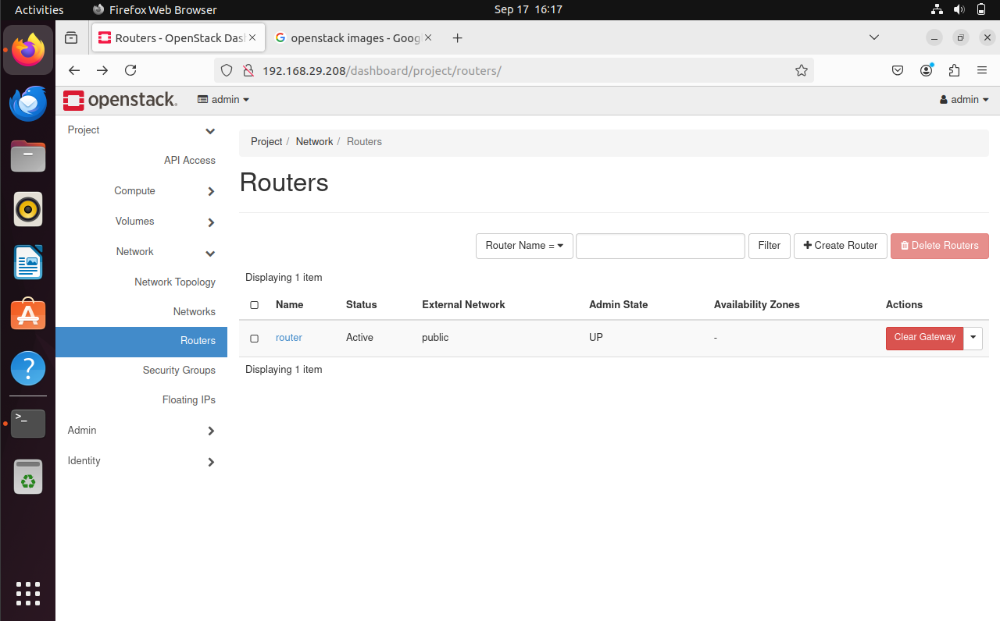 Activities Firefox Web Browser Sep 17 16:17
Routers - OpenStack Das openstack images - Goog
192.168.29.208/dashboard/project/routers/
openstack. admin admin
Project
API Access
Compute
Volumes
Network
Network Topology
Networks
Routers
Security Groups
Floating IPs
Admin
Identity
Project / Network / Routers
Routers
Router Name = Filter Create Router Delete Routers
Displaying 1 item
Name Status External Network Admin State Availability Zones Actions
router Active public UP - Clear Gateway
Displaying 1 item